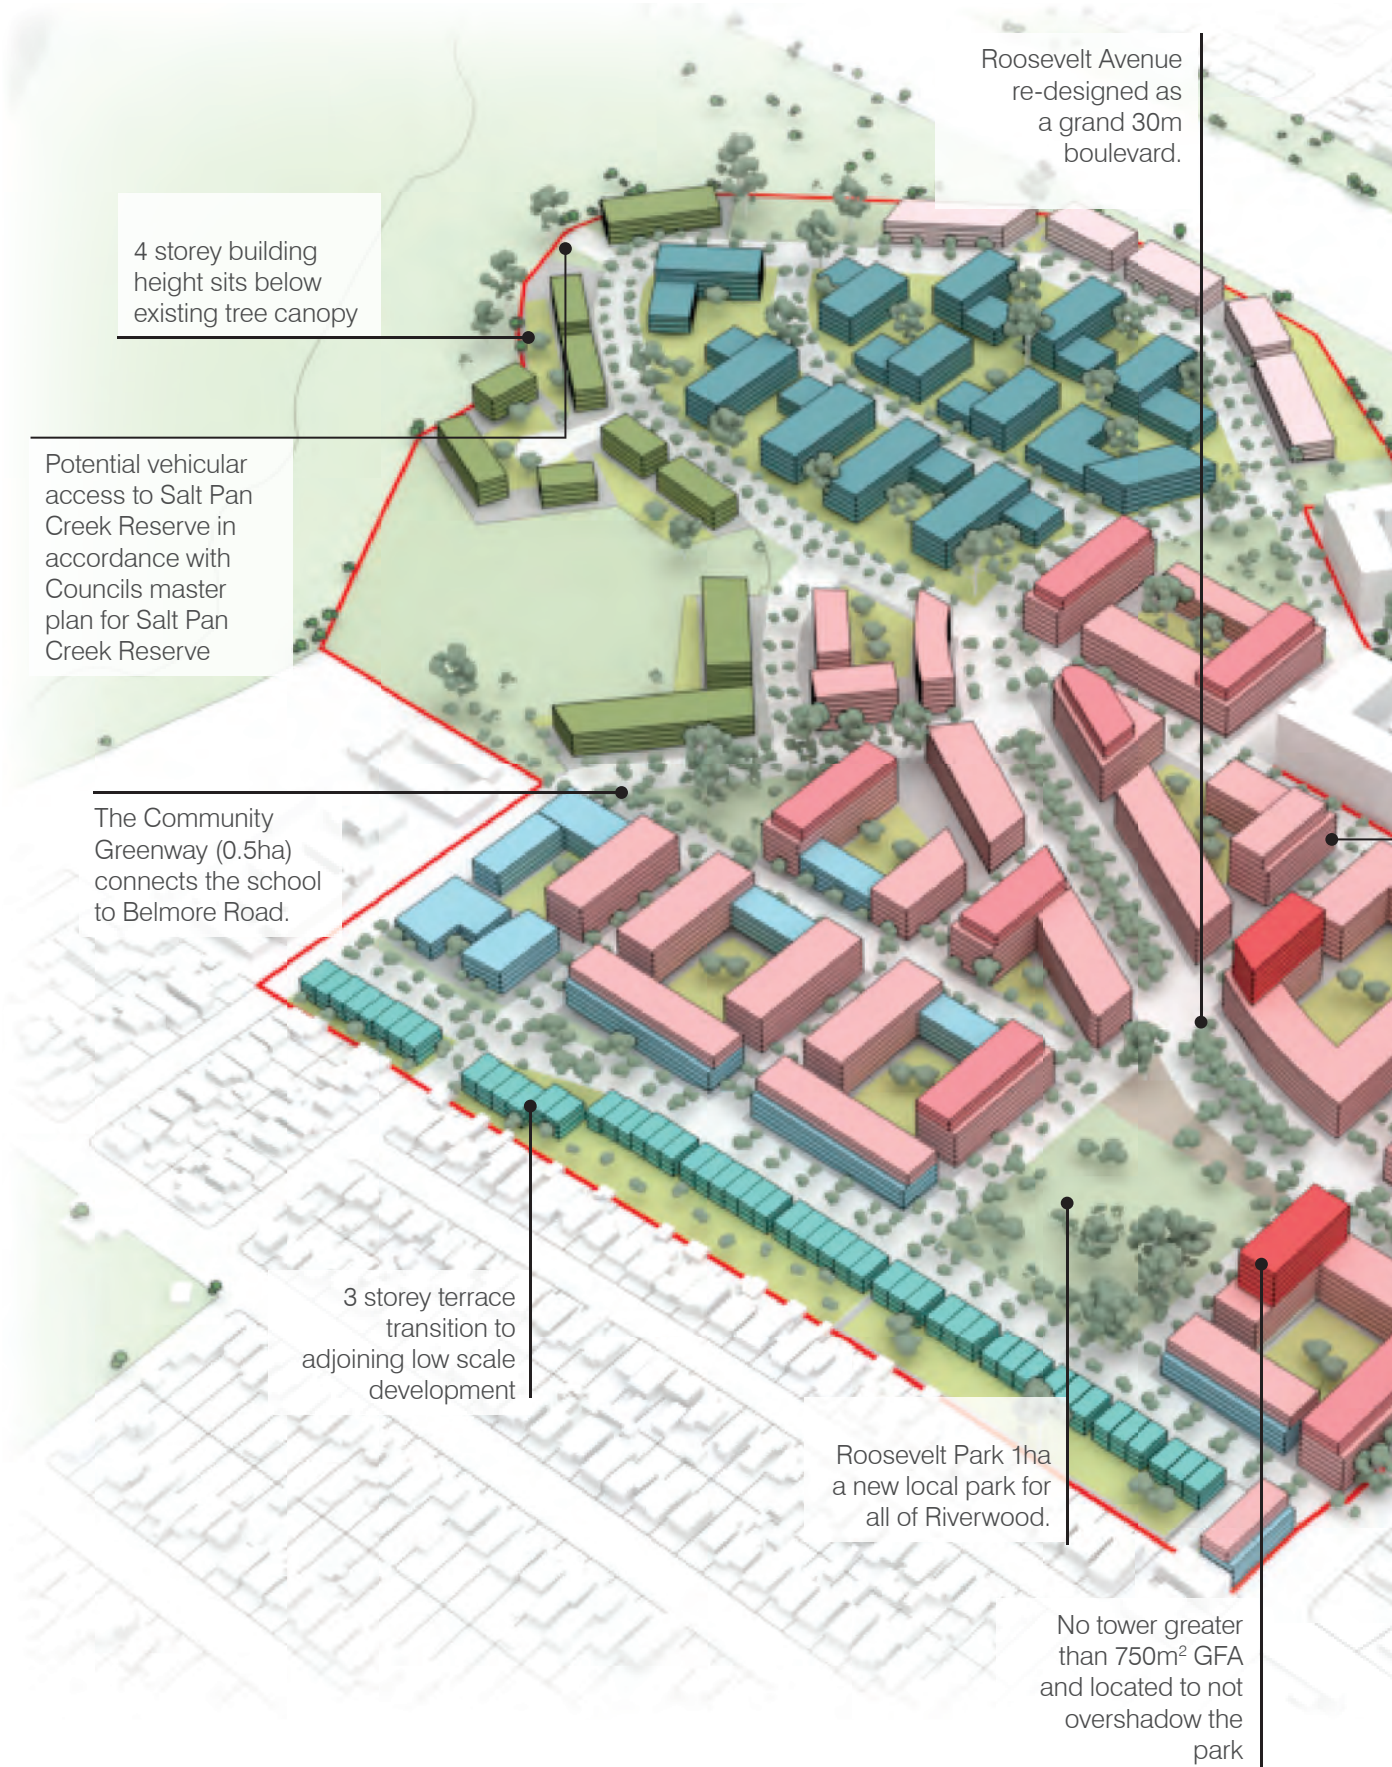 Roosevelt Avenue
re-designed as
a grand 30m
boulevard.
4 storey building
height sits below
existing tree canopy
Potential vehicular
access to Salt Pan
Creek Reserve in
accordance with
Councils master
plan for Salt Pan
Creek Reserve
The Community
Greenway (0.5ha)
connects the school
to Belmore Road.
3 storey terrace
transition to
adjoining low scale
development
Roosevelt Park 1ha
a new local park for
all of Riverwood.
No tower greater
than 750m² GFA
and located to not
overshadow the
park